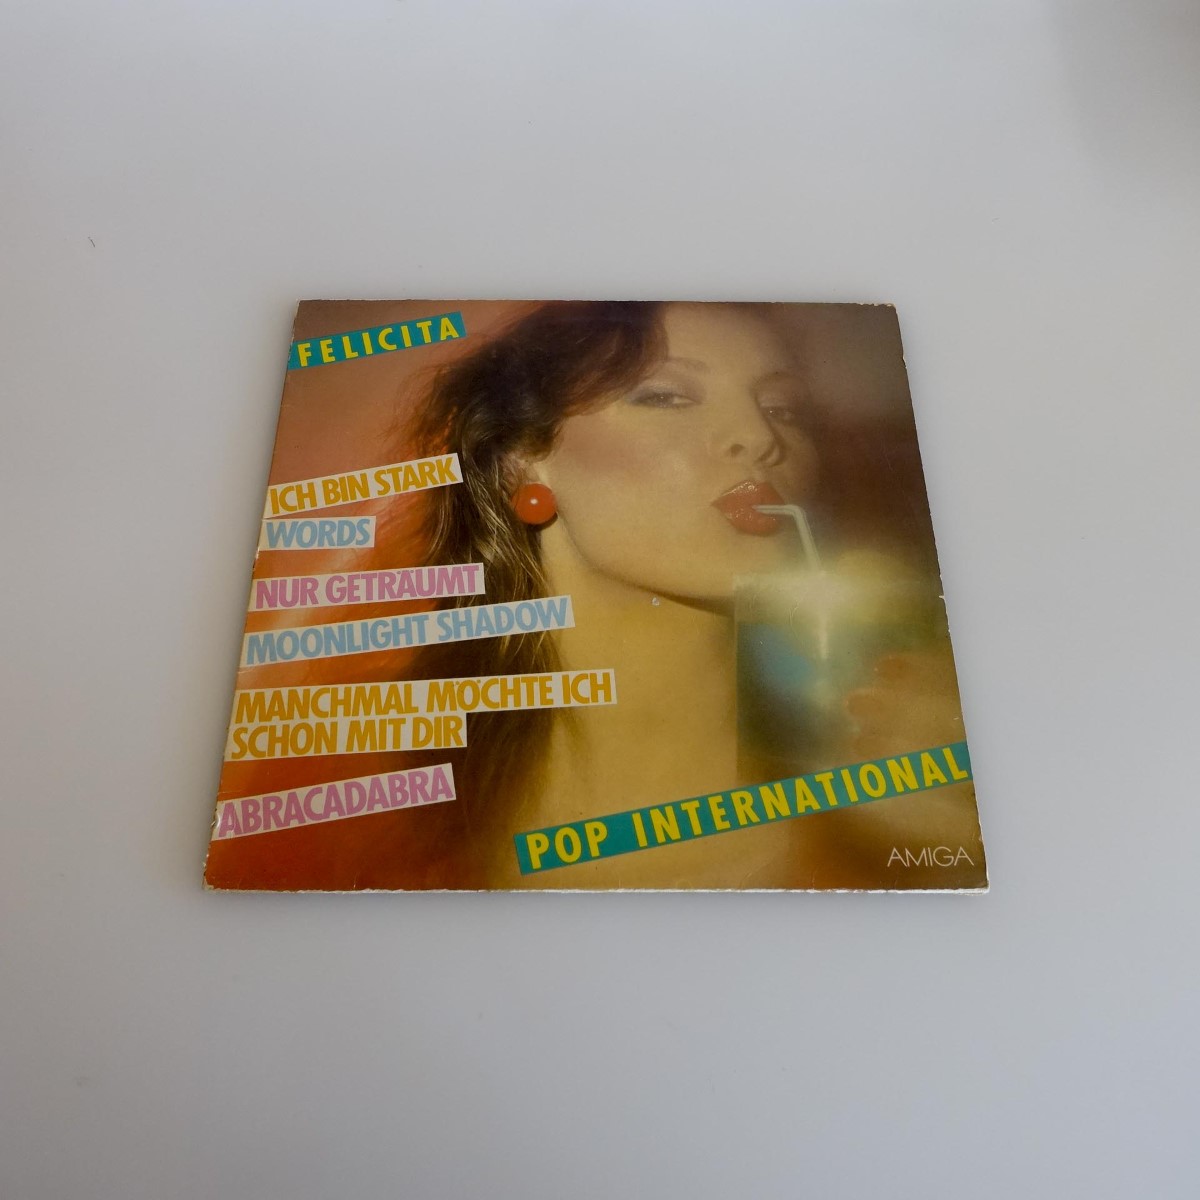 FELICITA
ICH BIN STARK
WORDS
NUR GETRÄUMT
MOONLIGHT SHADOW
MANCHMAL MÖCHTE ICH
SCHON MIT DIR
ABRACADABRA
POP INTERNATIONAL
AMIGA